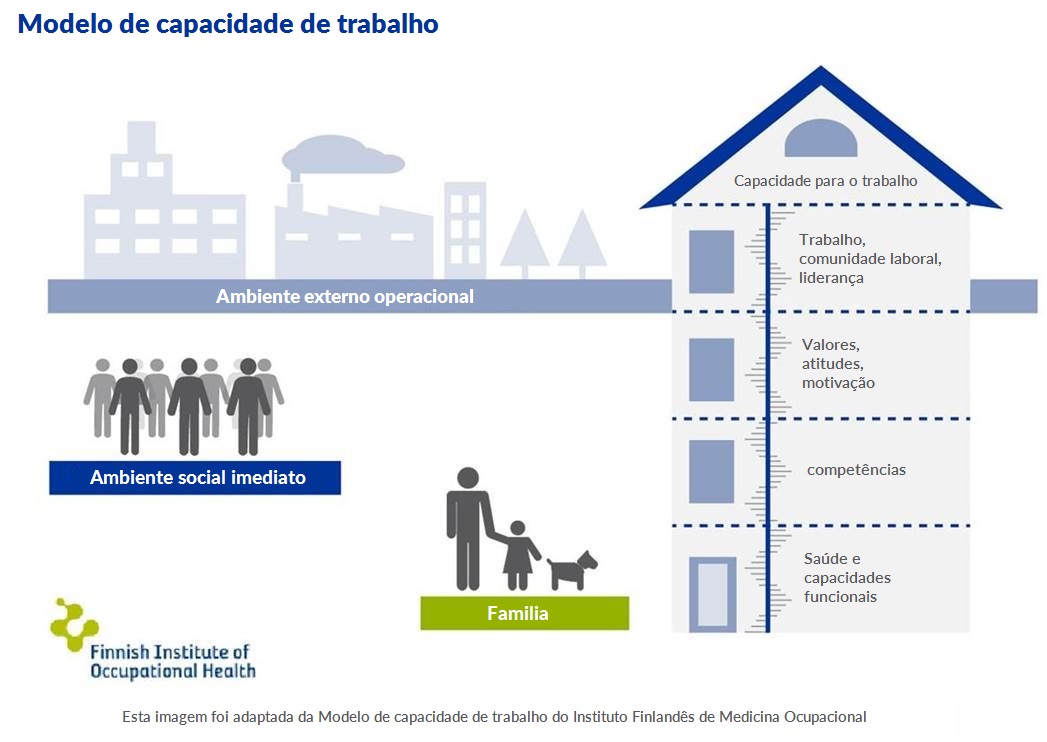 Modelo de capacidade de trabalho
Capacidade para o trabalho
Trabalho,
comunidade laboral,
liderança
Ambiente externo operacional
Valores,
atitudes,
motivação
Ambiente social imediato
competências
Saúde e
capacidades
funcionais
Familia
Finnish Institute of
Occupational Health
Esta imagem foi adaptada da Modelo de capacidade de trabalho do Instituto Finlandês de Medicina Ocupacional